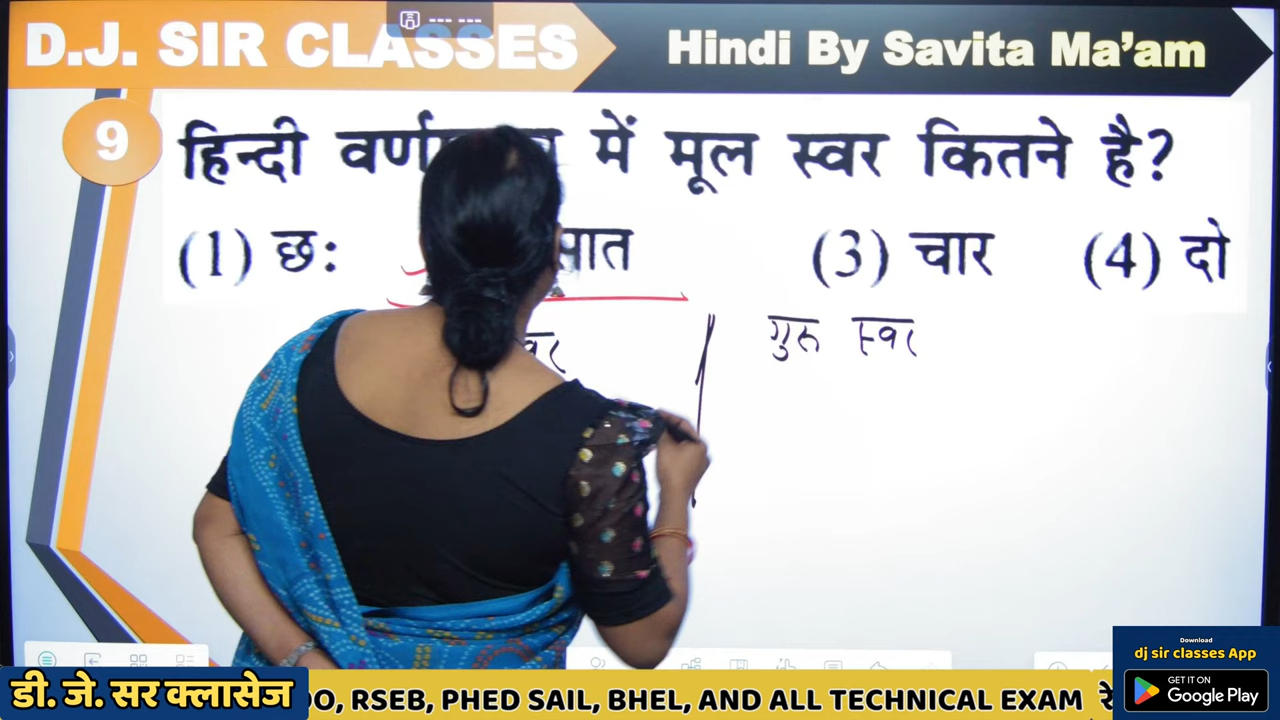 D.J. SIR CLASSES
Hindi By Savita Ma’am
9
हिन्दी में मूल स्वर कितने है?
(1) छः सात (3) चार (4) दो
गुरू स्वर
डी. जे. सर क्लासेज
RSEB, PHED SAIL, BHEL, AND ALL TECHNICAL EXAM
Download
dj sir classes App
GET IT ON
Google Play